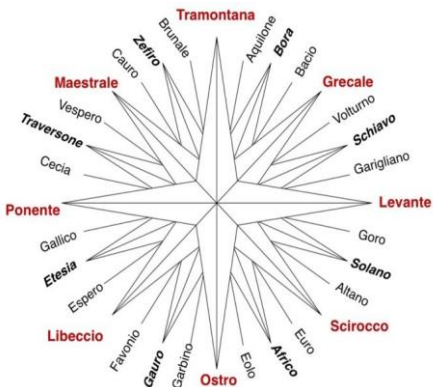 Tramontana
Aquilone
Bora
Bacio
Grecale
Volturno
Schiavo
Garigliano
Levante
Goro
Solano
Altano
Scirocco
Euro
Africo
Eolo
Ostro
Garbino
Gauro
Favonio
Libeccio
Espero
Etesia
Gallico
Ponente
Cecia
Traversone
Vespero
Maestrale
Cauro
Zefiro
Brunale